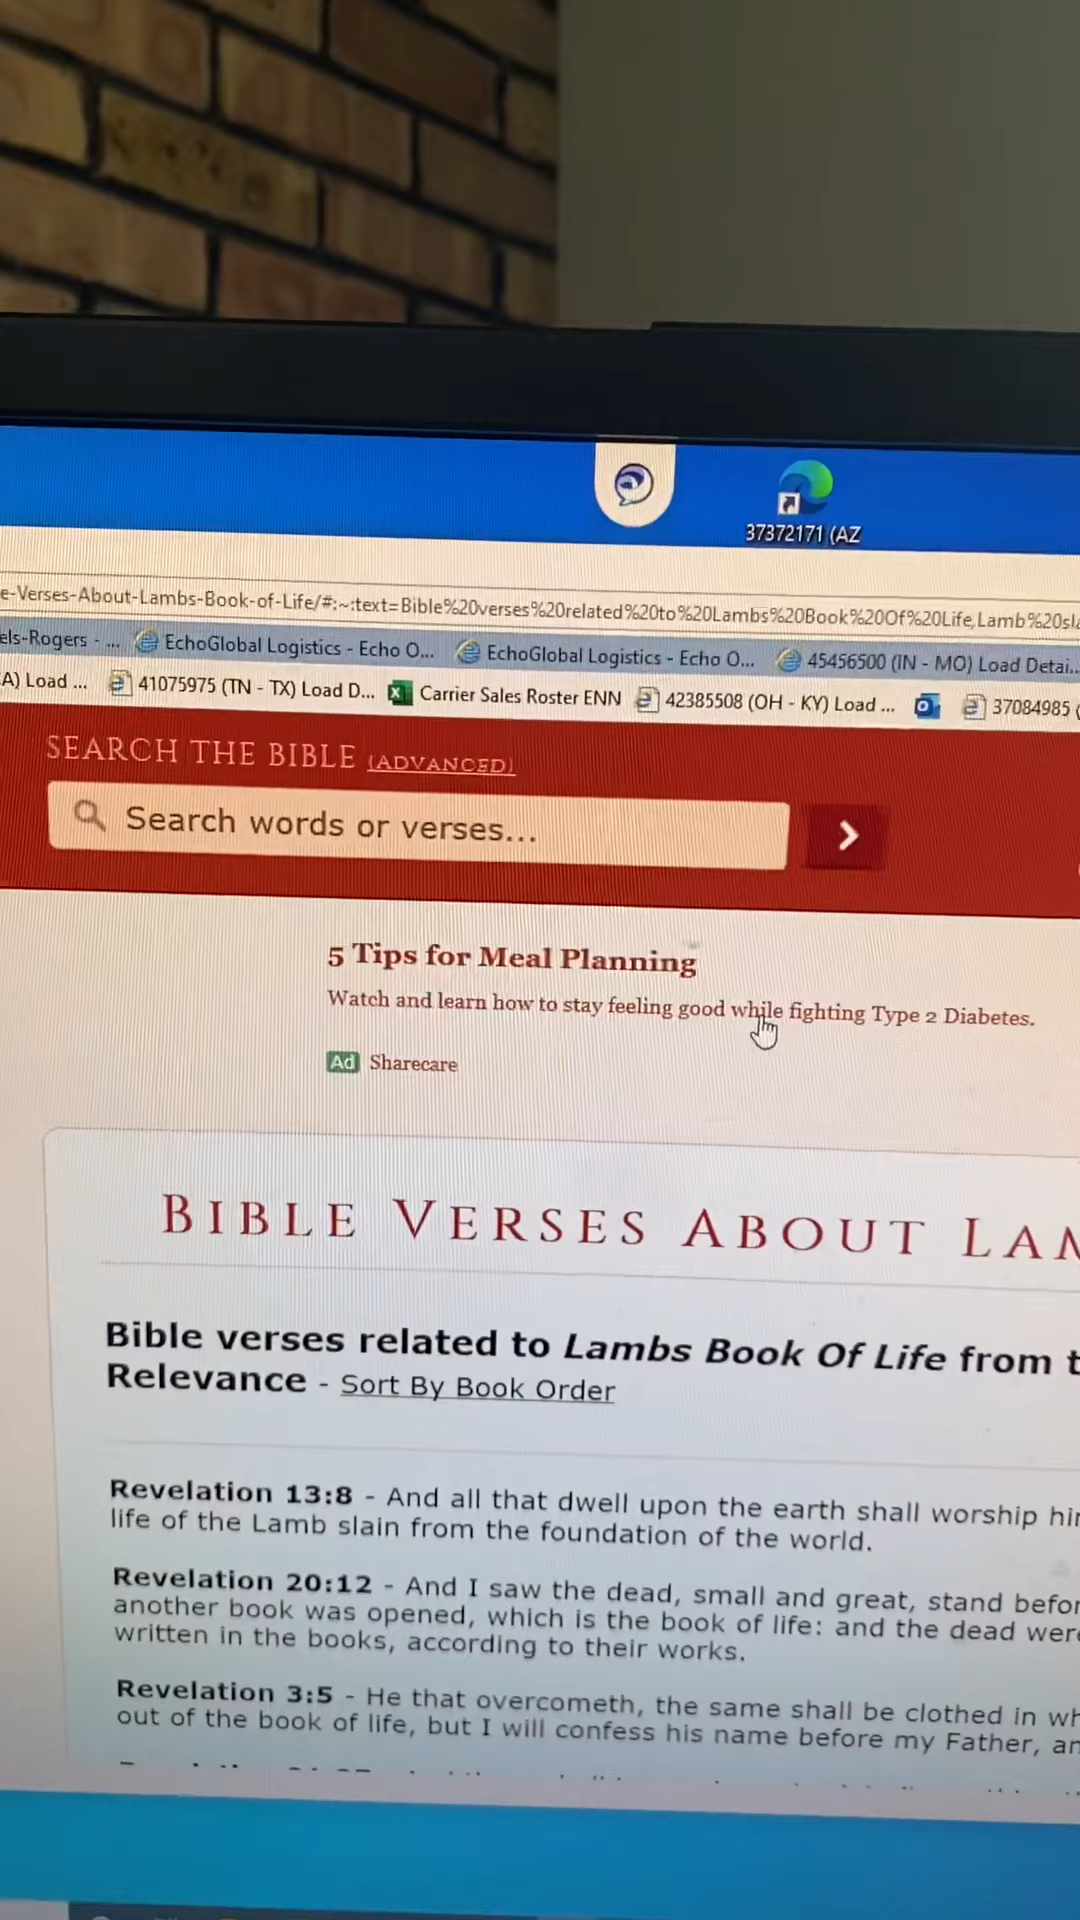 37372171 (AZ
e-Verses-About-Lambs-Book-of-Life/#:~:text=Bible%20verses%20related%20to%20Lambs%20Book%20Of%20Life,Lamb%20sl
els-Rogers - ... EchoGlobal Logistics - Echo O... EchoGlobal Logistics - Echo O... 45456500 (IN - MO) Load Detai...
A) Load ... 41075975 (TN - TX) Load D... Carrier Sales Roster ENN 42385508 (OH - KY) Load ... 37084985 (
SEARCH THE BIBLE (ADVANCED)
Search words or verses...
5 Tips for Meal Planning
Watch and learn how to stay feeling good while fighting Type 2 Diabetes.
Ad Sharecare
BIBLE VERSES ABOUT LAM
Bible verses related to Lambs Book Of Life from t
Relevance - Sort By Book Order
Revelation 13:8 - And all that dwell upon the earth shall worship hi
life of the Lamb slain from the foundation of the world.
Revelation 20:12 - And I saw the dead, small and great, stand befor
another book was opened, which is the book of life: and the dead were
written in the books, according to their works.
Revelation 3:5 - He that overcometh, the same shall be clothed in wh
out of the book of life, but I will confess his name before my Father, an